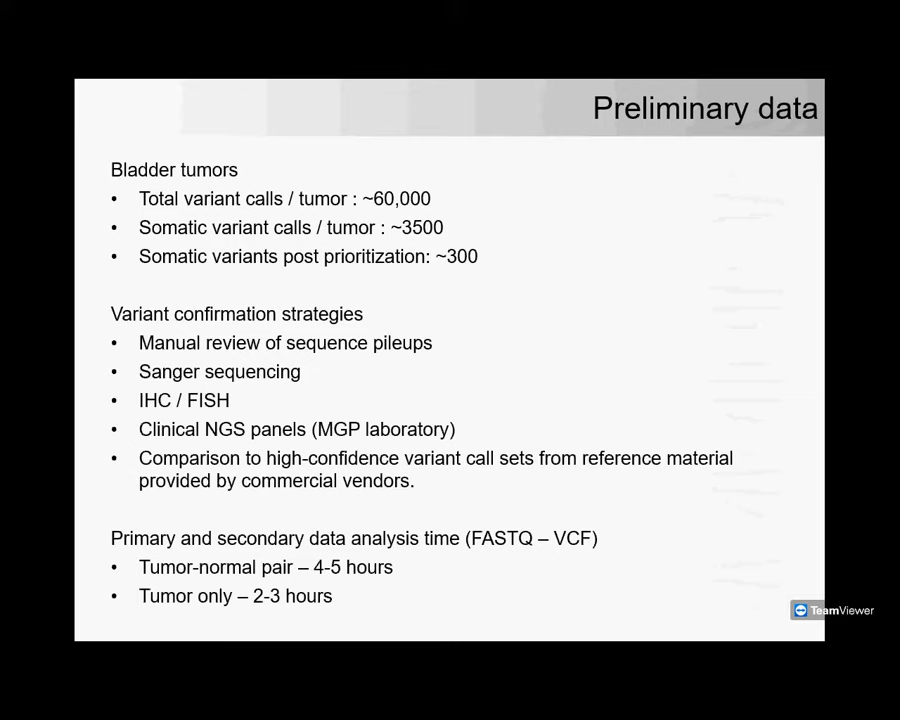 Preliminary data
Bladder tumors
• Total variant calls / tumor : ~60,000
• Somatic variant calls / tumor : ~3500
• Somatic variants post prioritization: ~300
Variant confirmation strategies
• Manual review of sequence pileups
• Sanger sequencing
• IHC / FISH
• Clinical NGS panels (MGP laboratory)
• Comparison to high-confidence variant call sets from reference material
provided by commercial vendors.
Primary and secondary data analysis time (FASTQ – VCF)
• Tumor-normal pair – 4-5 hours
• Tumor only – 2-3 hours
TeamViewer